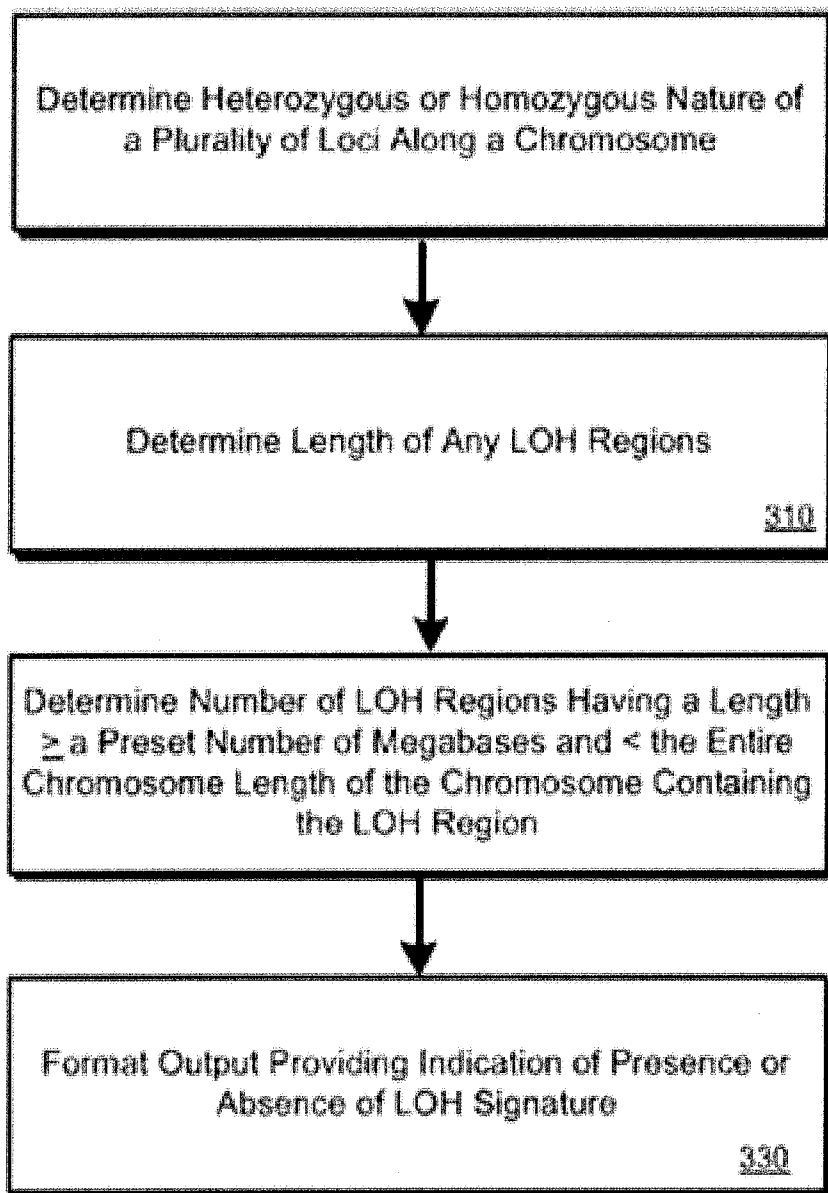 Determine Heterozygous or Homozygous Nature of
a Plurality of Loci Along a Chromosome
Determine Length of Any LOH Regions
310
Determine Number of LOH Regions Having a Length
≥ a Preset Number of Megabases and < the Entire
Chromosome Length of the Chromosome Containing
the LOH Region
Format Output Providing Indication of Presence or
Absence of LOH Signature
330